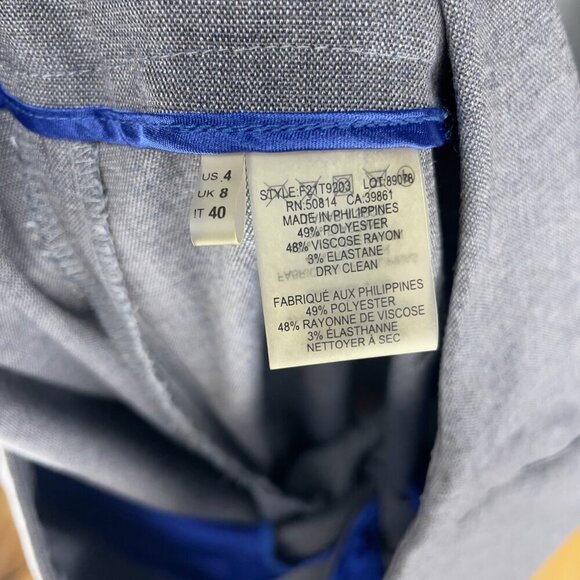 US 4
UK 8
IT 40
STYLE:F21T9203 LOT:89078
RN:50814 CA:39861
MADE IN PHILIPPINES
49% POLYESTER
48% VISCOSE RAYON
3% ELASTANE
DRY CLEAN
FABRIQUÉ AUX PHILIPPINES
49% POLYESTER
48% RAYONNE DE VISCOSE
3% ÉLASTHANNE
NETTOYER À SEC